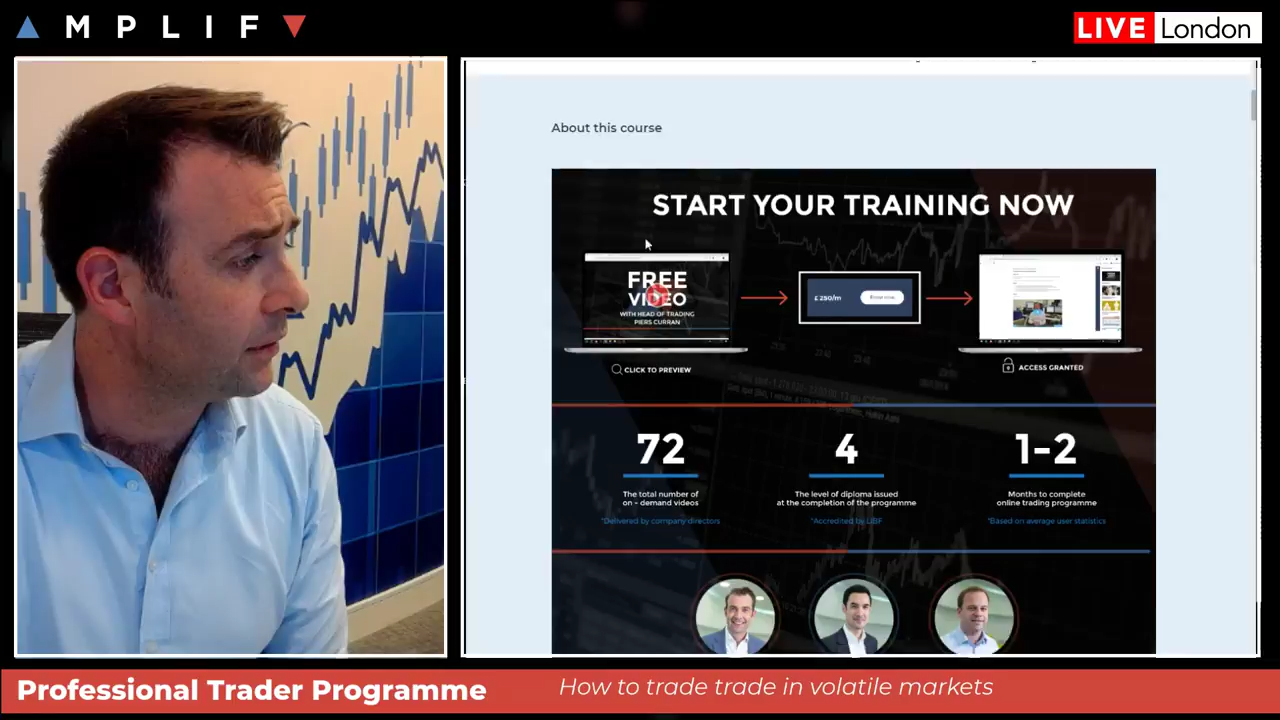 AMPLIFY
LIVE London
About this course
START YOUR TRAINING NOW
FREE
VIDEO
WITH HEAD OF TRADING
PIERS CURRAN
£290/m
CLICK TO PREVIEW
ACCESS GRANTED
72
4
1-2
The total number of
on - demand videos
The level of diploma issued
at the completion of the programme
Months to complete
online trading programme
*Delivered by company directors
*Accredited by LIBF
*Based on average user statistics
Professional Trader Programme
How to trade trade in volatile markets